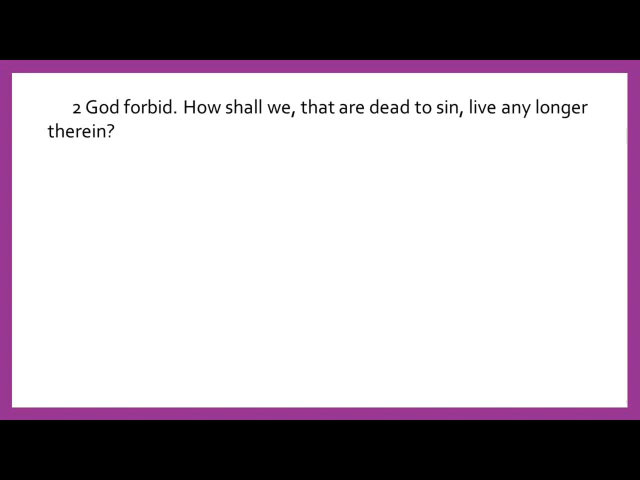 2 God forbid. How shall we, that are dead to sin, live any longer
therein?